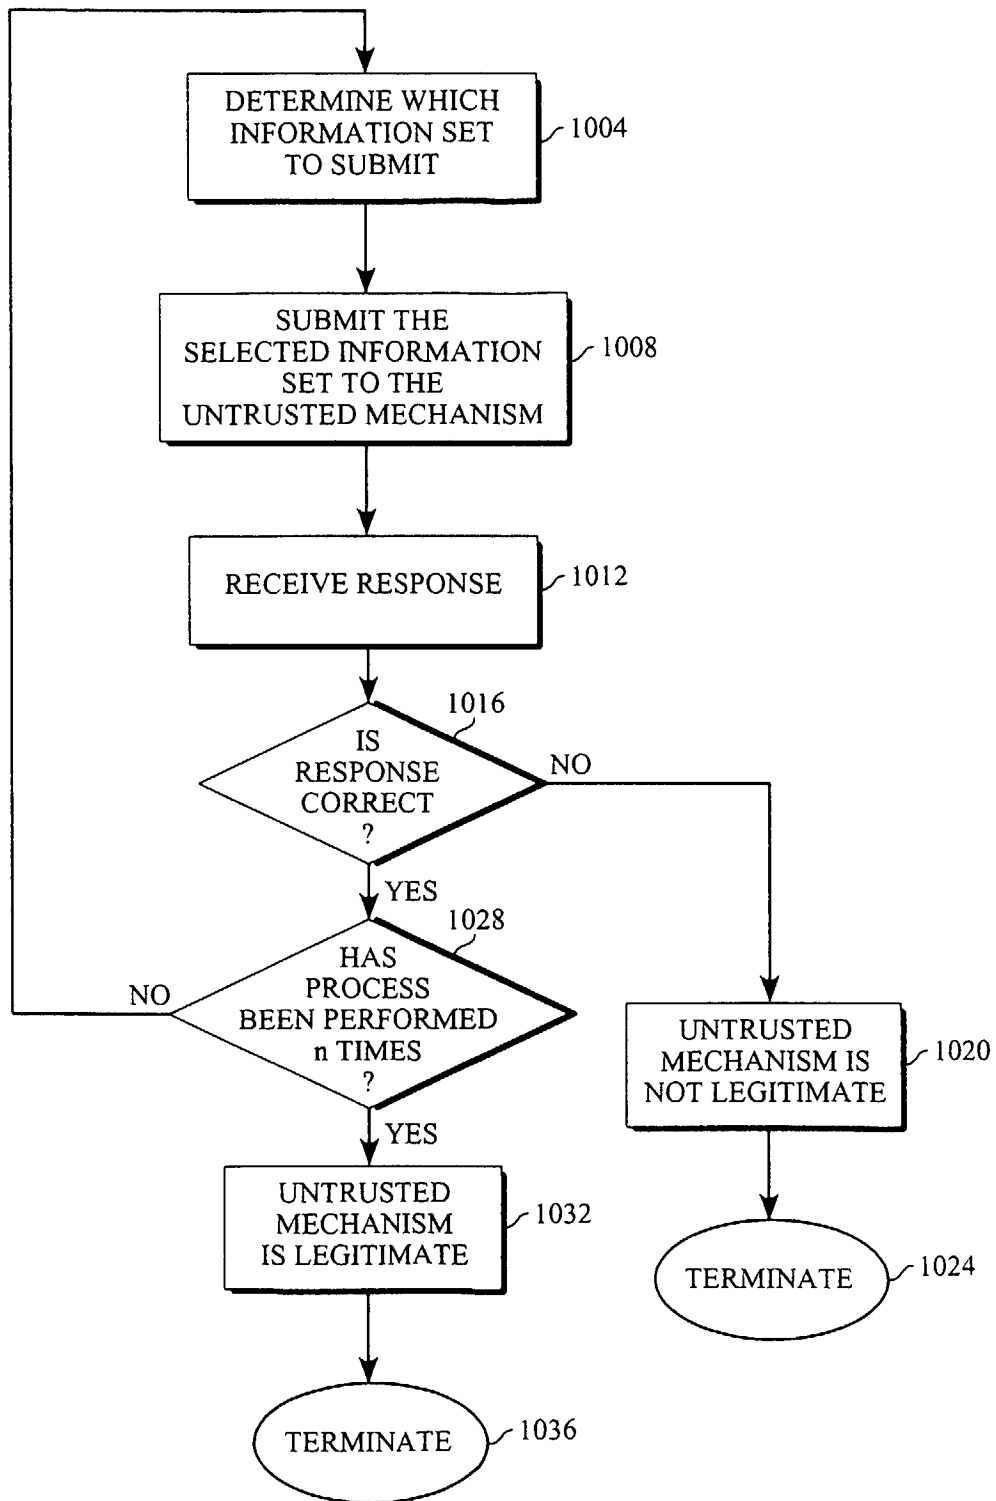 DETERMINE WHICH
INFORMATION SET
TO SUBMIT
1004
SUBMIT THE
SELECTED INFORMATION
SET TO THE
UNTRUSTED MECHANISM
1008
RECEIVE RESPONSE
1012
1016
IS
RESPONSE
CORRECT
?
NO
YES
1028
HAS
PROCESS
BEEN PERFORMED
n TIMES
?
NO
YES
UNTRUSTED
MECHANISM IS
NOT LEGITIMATE
1020
UNTRUSTED
MECHANISM
IS LEGITIMATE
1032
TERMINATE
1024
TERMINATE
1036